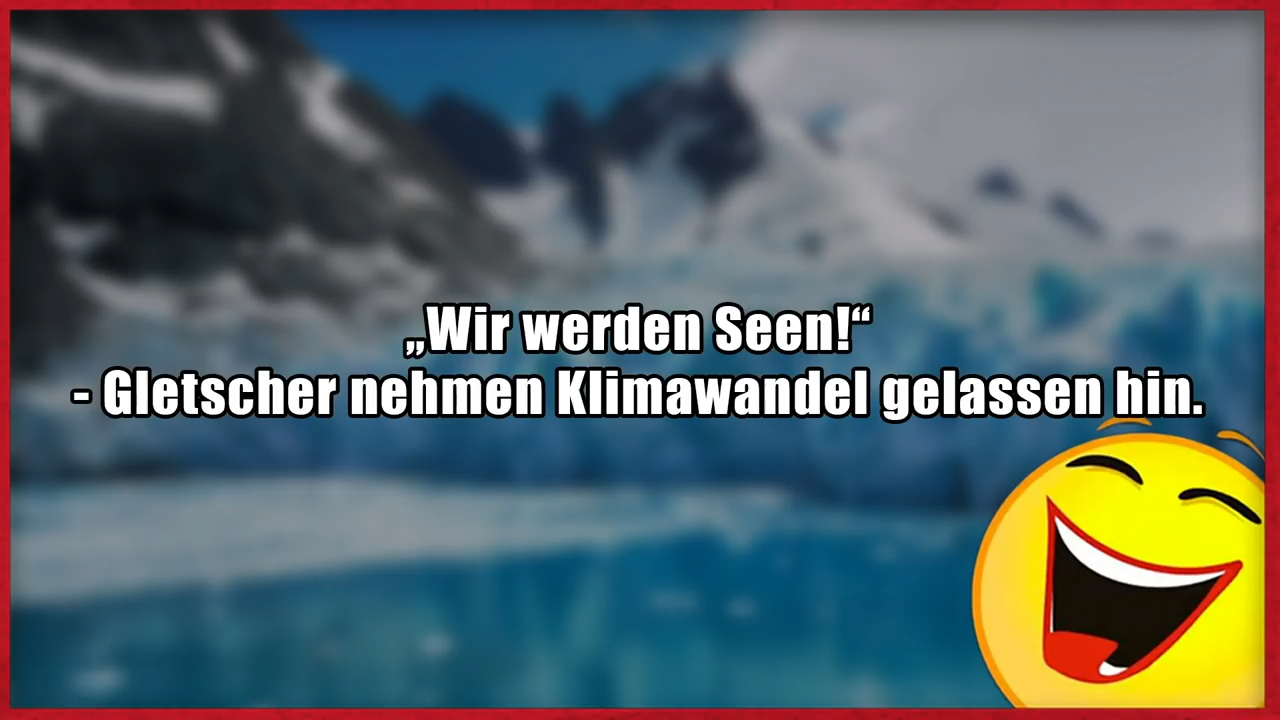 „Wir werden Seen!“
- Gletscher nehmen Klimawandel gelassen hin.